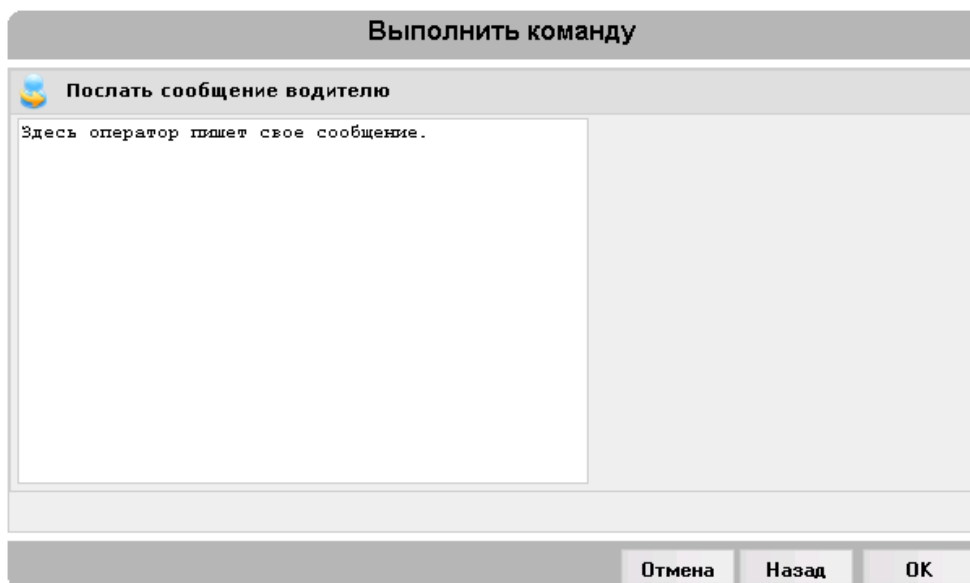 Выполнить команду
Послать сообщение водителю
Здесь оператор пишет свое сообщение.
Отмена Назад OK